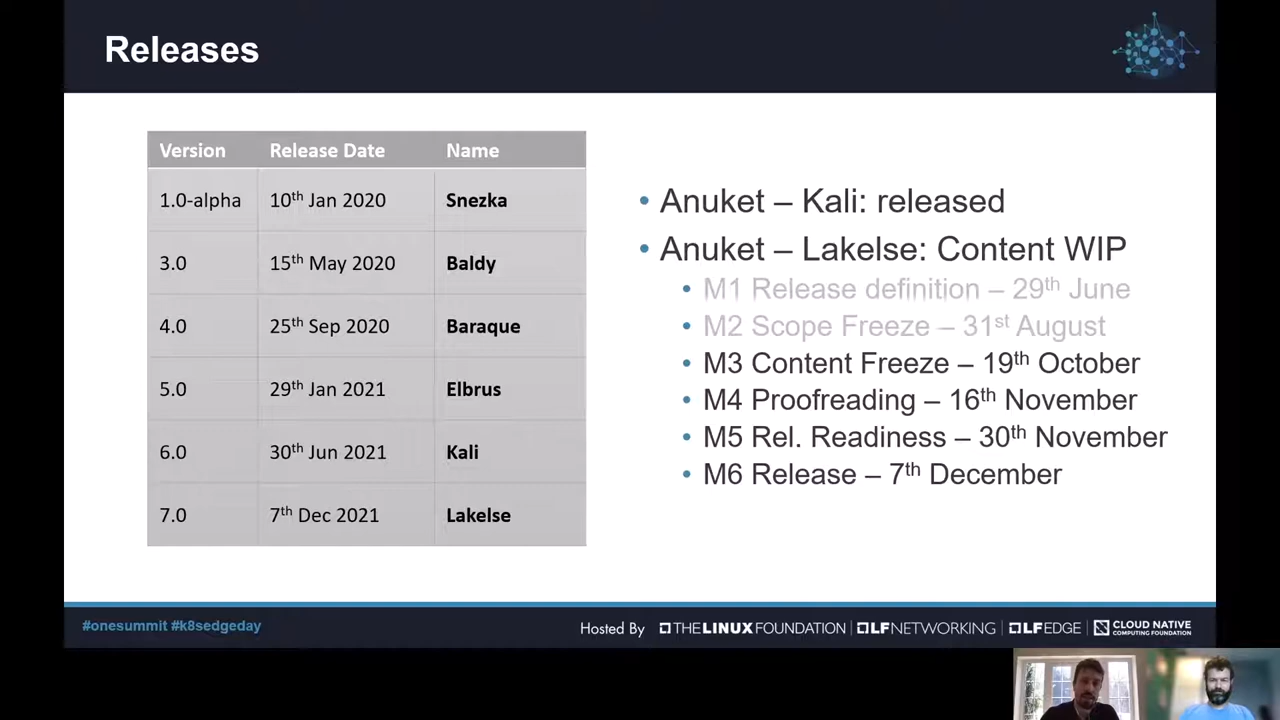 Releases
Version Release Date Name
1.0-alpha 10th Jan 2020 Snezka
3.0 15th May 2020 Baldy
4.0 25th Sep 2020 Baraque
5.0 29th Jan 2021 Elbrus
6.0 30th Jun 2021 Kali
7.0 7th Dec 2021 Lakelse
• Anuket – Kali: released
• Anuket – Lakelse: Content WIP
• M1 Release definition – 29th June
• M2 Scope Freeze – 31st August
• M3 Content Freeze – 19th October
• M4 Proofreading – 16th November
• M5 Rel. Readiness – 30th November
• M6 Release – 7th December
#onesummit #k8sedgeday
Hosted By THE LINUX FOUNDATION | LF NETWORKING | LF EDGE | CLOUD NATIVE
COMPUTING FOUNDATION